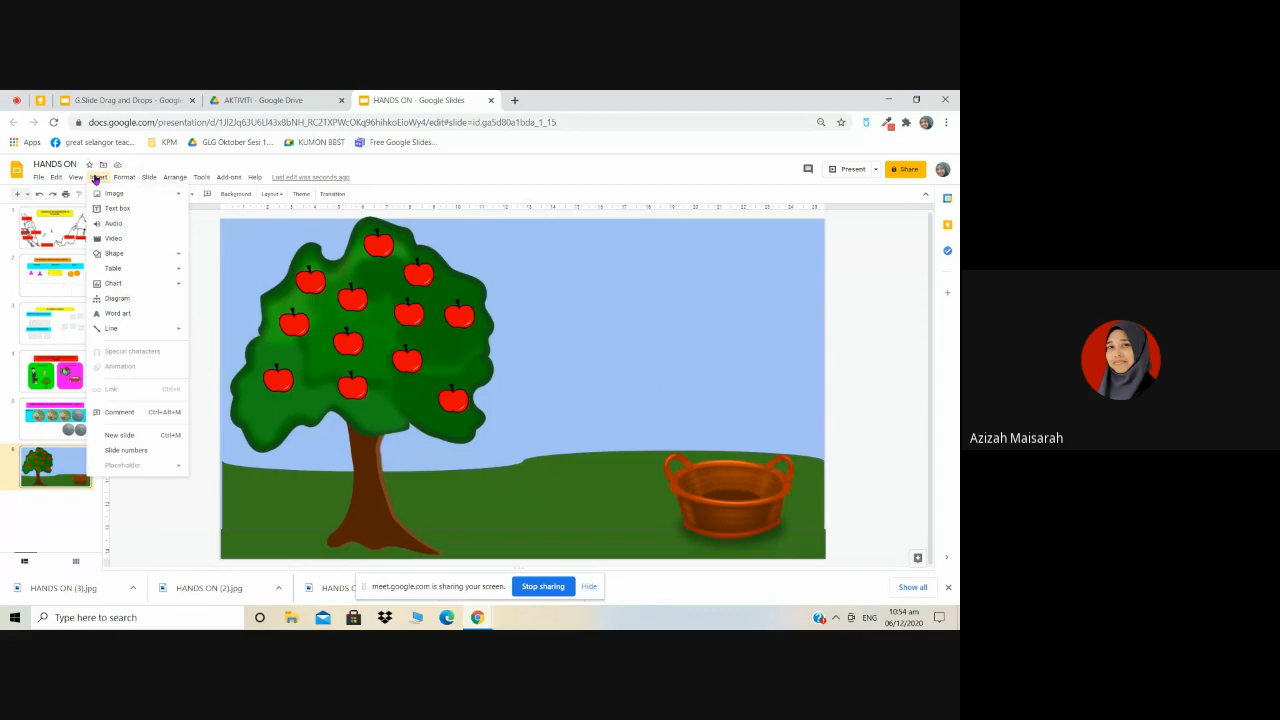 G.Slide Drag and Drops - Google
AKTIVITI - Google Drive
HANDS ON - Google Slides
docs.google.com/presentation/d/1Jl2Jq63U6Ll43x8bNH_RC2TXPWcOKq96hihkoEioWy4/edit#slide=id.ga5d80a1bda_1_15
Apps
great selangor teac...
KPM
GLG Oktober Sesi 1...
KUMON BBST
Free Google Slides...
HANDS ON
File Edit View Insert Format Slide Arrange Tools Add-ons Help Last edit was seconds ago
Present
Share
Background Layout Theme Transition
Image
Text box
Audio
Video
Shape
Table
Chart
Diagram
Word art
Line
Special characters
Animation
Link Ctrl+K
Comment Ctrl+Alt+M
New slide Ctrl+M
Slide numbers
Placeholder
Azizah Maisarah
HANDS ON (3).jpg
HANDS ON (2).jpg
HANDS O
meet.google.com is sharing your screen.
Stop sharing
Hide
Show all
Type here to search
ENG
10:54 am
06/12/2020